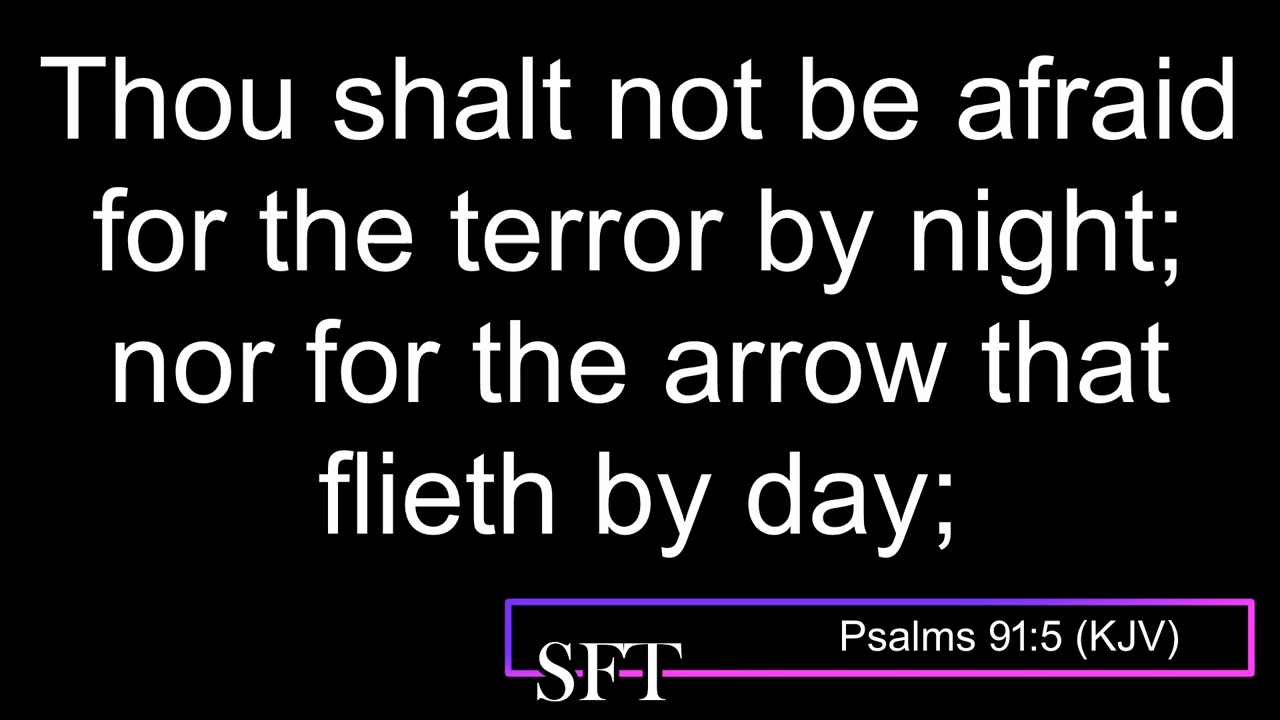 Thou shalt not be afraid
for the terror by night;
nor for the arrow that
flieth by day;
Psalms 91:5 (KJV)
SFT